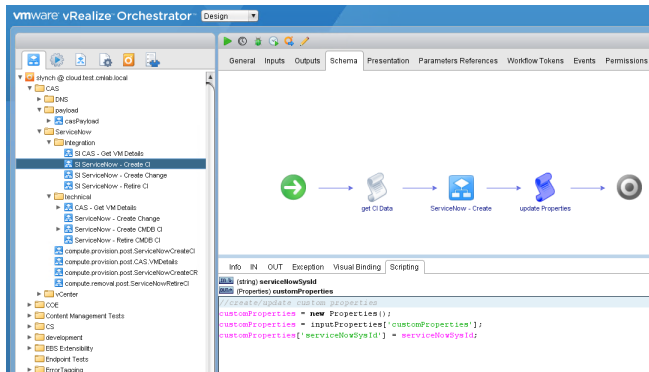 vmware vRealize Orchestrator Design
General Inputs Outputs Schema Presentation Parameters References Workflow Tokens Events Permissions
slynch @ cloud.test.cmlab.local
CAS
DNS
payload
casPayload
ServiceNow
Integration
SI CAS - Get VM Details
SI ServiceNow - Create CI
SI ServiceNow - Create Change
SI ServiceNow - Retire CI
technical
CAS - Get VM Details
ServiceNow - Create Change
ServiceNow - Create CMDB CI
ServiceNow - Retire CMDB CI
compute.provision.post.ServiceNowCreateCI
compute.provision.post.CAS.VMDetails
compute.provision.post.ServiceNowCreateCR
compute.removal.post.ServiceNowRetireCI
vCenter
COE
Content Management Tests
CS
development
EBS Extensibility
Endpoint Tests
ErrorTagging
get CI Data ServiceNow - Create update Properties
Info IN OUT Exception Visual Binding Scripting
(string) serviceNowSysId
(Properties) customProperties
//create/update custom properties
customProperties = new Properties();
customProperties = inputProperties['customProperties'];
customProperties['serviceNowSysId'] = serviceNowSysId;